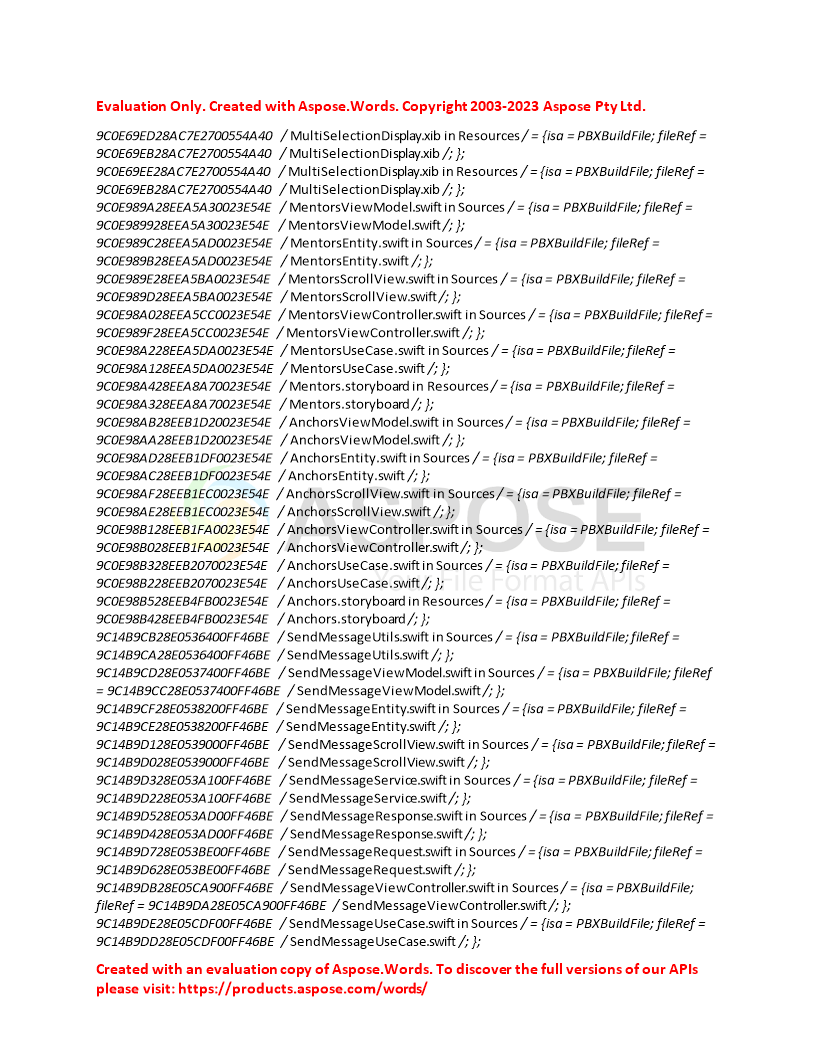 Evaluation Only. Created with Aspose.Words. Copyright 2003-2023 Aspose Pty Ltd.
9C0E69ED28AC7E2700554A40 / MultiSelectionDisplay.xib in Resources / = {isa = PBXBuildFile; fileRef =
9C0E69EB28AC7E2700554A40 / MultiSelectionDisplay.xib /; };
9C0E69EE28AC7E2700554A40 / MultiSelectionDisplay.xib in Resources / = {isa = PBXBuildFile; fileRef =
9C0E69EB28AC7E2700554A40 / MultiSelectionDisplay.xib /; };
9C0E989A28EEA5A30023E54E / MentorsViewModel.swift in Sources / = {isa = PBXBuildFile; fileRef =
9C0E989928EEA5A30023E54E / MentorsViewModel.swift /; };
9C0E989C28EEA5AD0023E54E / MentorsEntity.swift in Sources / = {isa = PBXBuildFile; fileRef =
9C0E989B28EEA5AD0023E54E / MentorsEntity.swift /; };
9C0E989E28EEA5BA0023E54E / MentorsScrollView.swift in Sources / = {isa = PBXBuildFile; fileRef =
9C0E989D28EEA5BA0023E54E / MentorsScrollView.swift /; };
9C0E98A028EEA5CC0023E54E / MentorsViewController.swift in Sources / = {isa = PBXBuildFile; fileRef =
9C0E989F28EEA5CC0023E54E / MentorsViewController.swift /; };
9C0E98A228EEA5DA0023E54E / MentorsUseCase.swift in Sources / = {isa = PBXBuildFile; fileRef =
9C0E98A128EEA5DA0023E54E / MentorsUseCase.swift /; };
9C0E98A428EEA8A70023E54E / Mentors.storyboard in Resources / = {isa = PBXBuildFile; fileRef =
9C0E98A328EEA8A70023E54E / Mentors.storyboard /; };
9C0E98AB28EEB1D20023E54E / AnchorsViewModel.swift in Sources / = {isa = PBXBuildFile; fileRef =
9C0E98AA28EEB1D20023E54E / AnchorsViewModel.swift /; };
9C0E98AD28EEB1DF0023E54E / AnchorsEntity.swift in Sources / = {isa = PBXBuildFile; fileRef =
9C0E98AC28EEB1DF0023E54E / AnchorsEntity.swift /; };
9C0E98AF28EEB1EC0023E54E / AnchorsScrollView.swift in Sources / = {isa = PBXBuildFile; fileRef =
9C0E98AE28EEB1EC0023E54E / AnchorsScrollView.swift /; };
9C0E98B128EEB1FA0023E54E / AnchorsViewController.swift in Sources / = {isa = PBXBuildFile; fileRef =
9C0E98B028EEB1FA0023E54E / AnchorsViewController.swift /; };
9C0E98B328EEB2070023E54E / AnchorsUseCase.swift in Sources / = {isa = PBXBuildFile; fileRef =
9C0E98B228EEB2070023E54E / AnchorsUseCase.swift /; };
9C0E98B528EEB4FB0023E54E / Anchors.storyboard in Resources / = {isa = PBXBuildFile; fileRef =
9C0E98B428EEB4FB0023E54E / Anchors.storyboard /; };
9C14B9CB28E0536400FF46BE / SendMessageUtils.swift in Sources / = {isa = PBXBuildFile; fileRef =
9C14B9CA28E0536400FF46BE / SendMessageUtils.swift /; };
9C14B9CD28E0537400FF46BE / SendMessageViewModel.swift in Sources / = {isa = PBXBuildFile; fileRef
= 9C14B9CC28E0537400FF46BE / SendMessageViewModel.swift /; };
9C14B9CF28E0538200FF46BE / SendMessageEntity.swift in Sources / = {isa = PBXBuildFile; fileRef =
9C14B9CE28E0538200FF46BE / SendMessageEntity.swift /; };
9C14B9D128E0539000FF46BE / SendMessageScrollView.swift in Sources / = {isa = PBXBuildFile; fileRef =
9C14B9D028E0539000FF46BE / SendMessageScrollView.swift /; };
9C14B9D328E053A100FF46BE / SendMessageService.swift in Sources / = {isa = PBXBuildFile; fileRef =
9C14B9D228E053A100FF46BE / SendMessageService.swift /; };
9C14B9D528E053AD00FF46BE / SendMessageResponse.swift in Sources / = {isa = PBXBuildFile; fileRef =
9C14B9D428E053AD00FF46BE / SendMessageResponse.swift /; };
9C14B9D728E053BE00FF46BE / SendMessageRequest.swift in Sources / = {isa = PBXBuildFile; fileRef =
9C14B9D628E053BE00FF46BE / SendMessageRequest.swift /; };
9C14B9DB28E05CA900FF46BE / SendMessageViewController.swift in Sources / = {isa = PBXBuildFile;
fileRef = 9C14B9DA28E05CA900FF46BE / SendMessageViewController.swift /; };
9C14B9DE28E05CDF00FF46BE / SendMessageUseCase.swift in Sources / = {isa = PBXBuildFile; fileRef =
9C14B9DD28E05CDF00FF46BE / SendMessageUseCase.swift /; };
ASPOSE
Your File Format APIs
Created with an evaluation copy of Aspose.Words. To discover the full versions of our APIs
please visit: https://products.aspose.com/words/